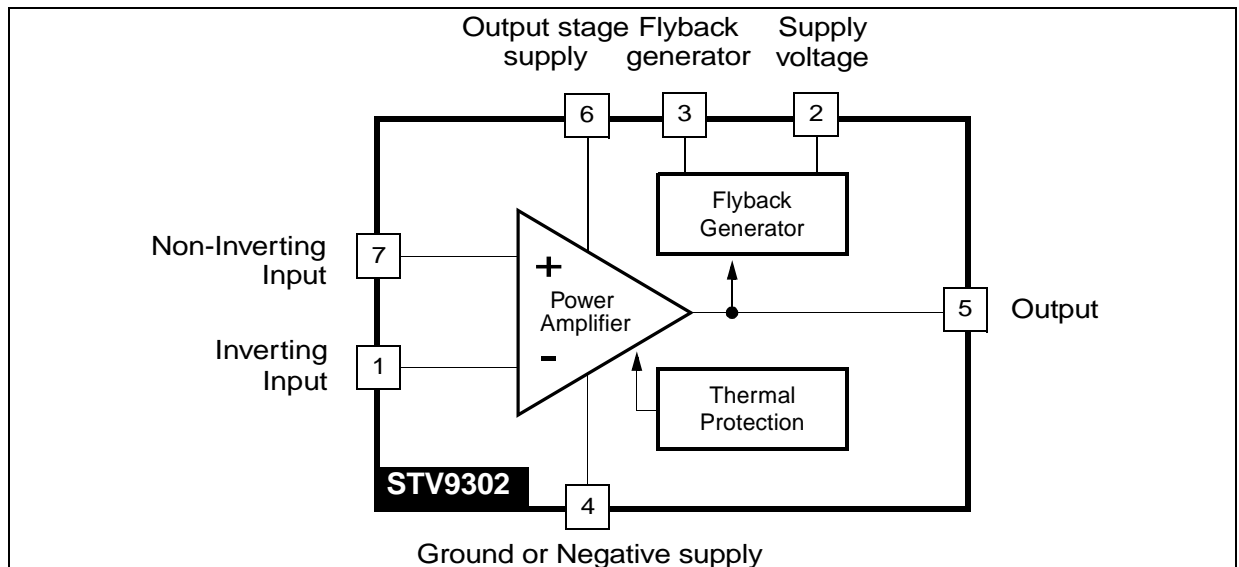 Output stage
supply
Flyback
generator
Supply
voltage
6
3
2
Flyback
Generator
Non-Inverting
Input
7
+
Power
Amplifier
-
5
Output
Inverting
Input
1
Thermal
Protection
STV9302
4
Ground or Negative supply